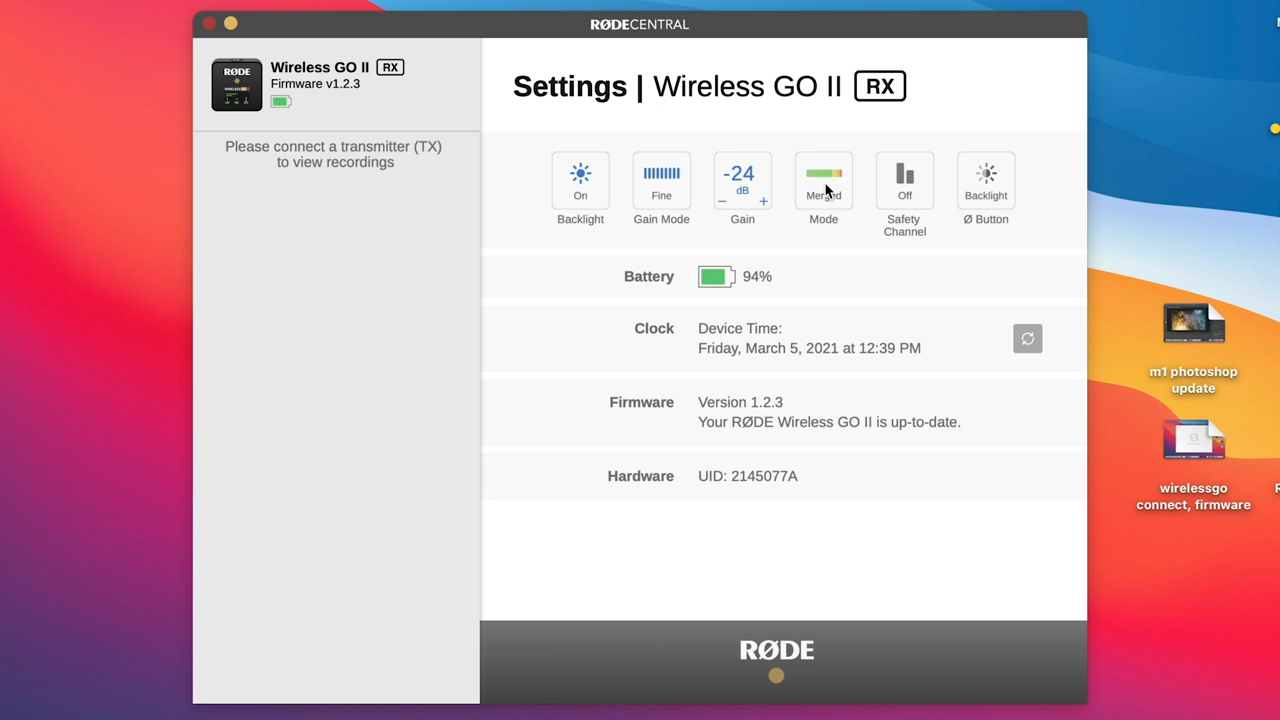 RØDECENTRAL
RØDE
Wireless GO II RX
Firmware v1.2.3
Please connect a transmitter (TX)
to view recordings
Settings | Wireless GO II RX
On
Backlight
Fine
Gain Mode
-24
dB
− +
Gain
Merged
Mode
Off
Safety
Channel
Backlight
Ø Button
Battery 94%
Clock Device Time:
Friday, March 5, 2021 at 12:39 PM
Firmware Version 1.2.3
Your RØDE Wireless GO II is up-to-date.
Hardware UID: 2145077A
RØDE
m1 photoshop
update
wirelessgo
connect, firmware